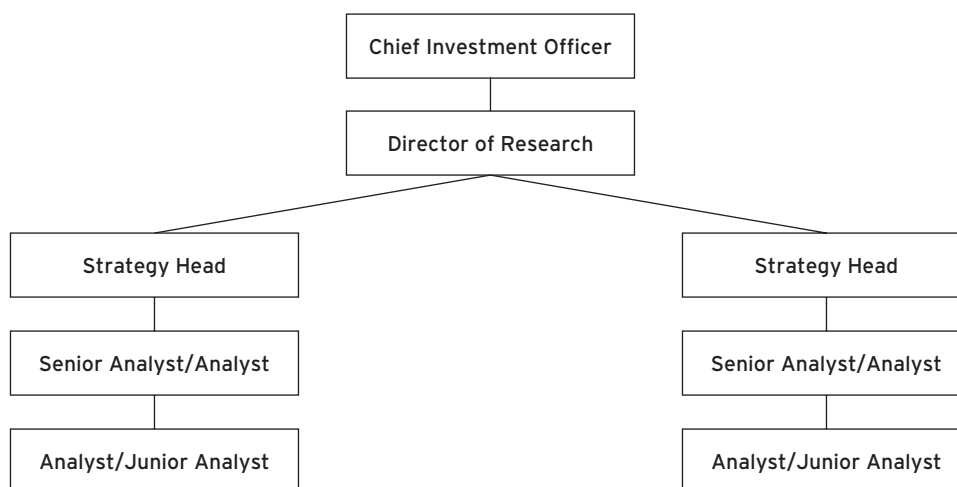 Chief Investment Officer
Director of Research
Strategy Head
Strategy Head
Senior Analyst/Analyst
Senior Analyst/Analyst
Analyst/Junior Analyst
Analyst/Junior Analyst